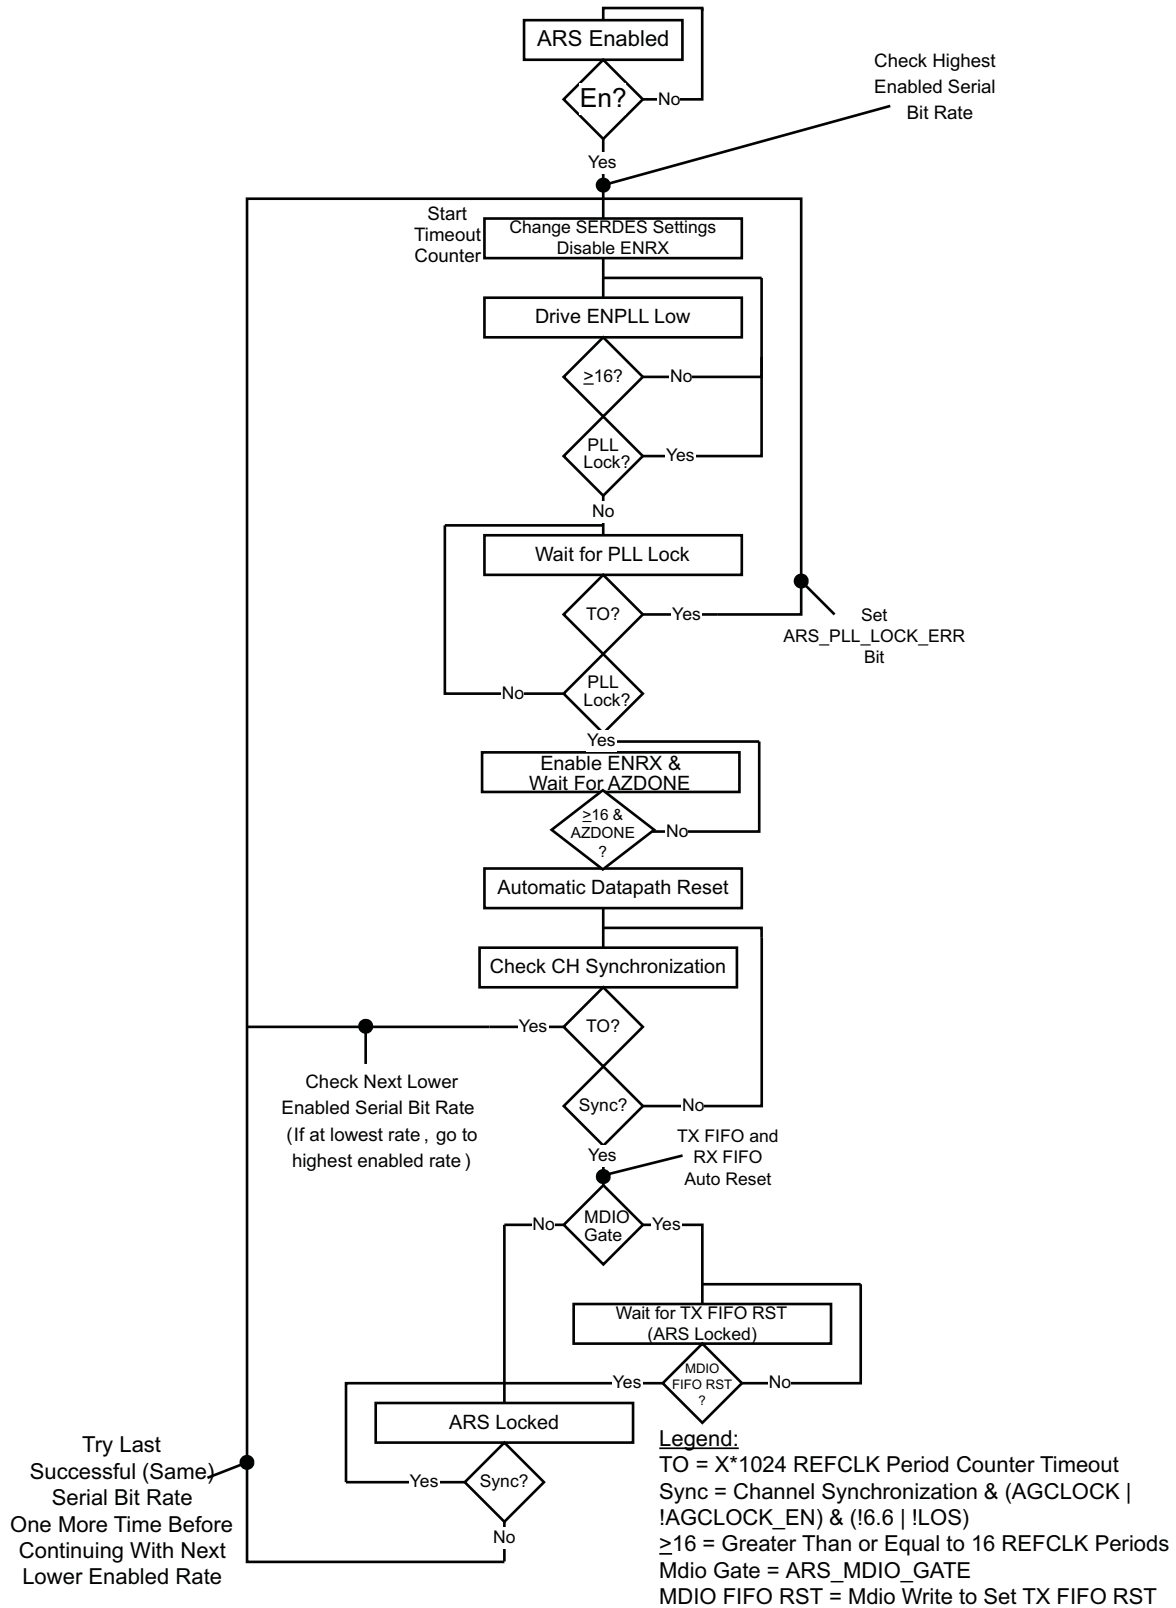 ARS Enabled
En?
No
Yes
Check Highest
Enabled Serial
Bit Rate
Start
Timeout
Counter
Change SERDES Settings
Disable ENRX
Drive ENPLL Low
≥16?
No
PLL
Lock?
Yes
No
Wait for PLL Lock
TO?
Yes
Set
ARS_PLL_LOCK_ERR
Bit
PLL
Lock?
No
Yes
Enable ENRX &
Wait For AZDONE
≥16 &
AZDONE
?
No
Automatic Datapath Reset
Check CH Synchronization
TO?
Yes
Check Next Lower
Enabled Serial Bit Rate
(If at lowest rate, go to
highest enabled rate)
Sync?
No
Yes
TX FIFO and
RX FIFO
Auto Reset
MDIO
Gate
No
Yes
Wait for TX FIFO RST
(ARS Locked)
MDIO
FIFO RST
?
Yes
No
ARS Locked
Sync?
Yes
No
Try Last
Successful (Same)
Serial Bit Rate
One More Time Before
Continuing With Next
Lower Enabled Rate
Legend:
TO = X*1024 REFCLK Period Counter Timeout
Sync = Channel Synchronization & (AGCLOCK |
!AGCLOCK_EN) & (!6.6 | !LOS)
≥16 = Greater Than or Equal to 16 REFCLK Periods
Mdio Gate = ARS_MDIO_GATE
MDIO FIFO RST = Mdio Write to Set TX FIFO RST